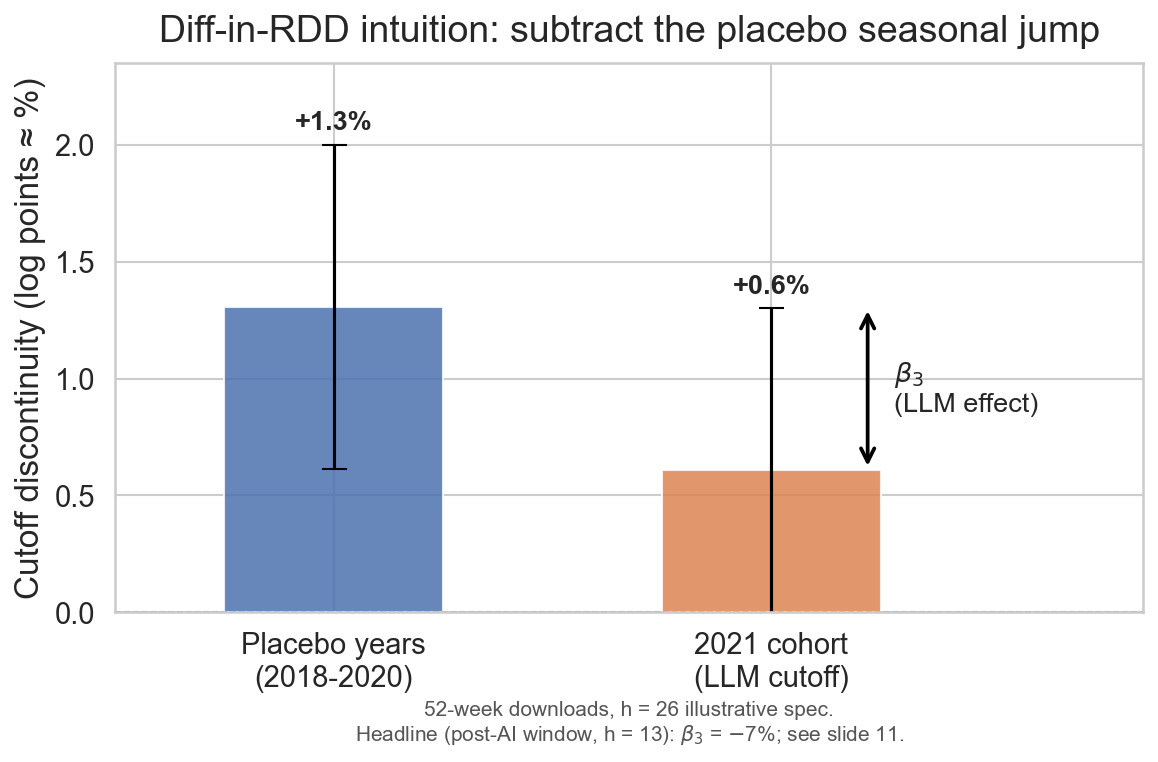 Diff-in-RDD intuition: subtract the placebo seasonal jump
Cutoff discontinuity (log points ≈ %)
2.0
1.5
1.0
0.5
0.0
+1.3%
+0.6%
β₃
(LLM effect)
Placebo years
(2018-2020)
2021 cohort
(LLM cutoff)
52-week downloads, h = 26 illustrative spec.
Headline (post-AI window, h = 13): β₃ = −7%; see slide 11.